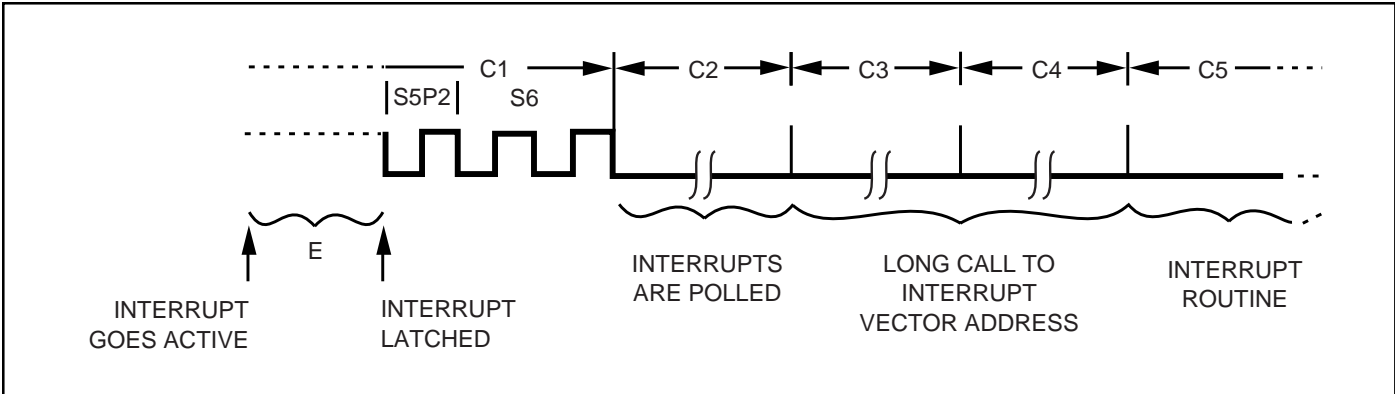 C1 C2 C3 C4 C5
S5P2 S6
E
INTERRUPT
GOES ACTIVE
INTERRUPT
LATCHED
INTERRUPTS
ARE POLLED
LONG CALL TO
INTERRUPT
VECTOR ADDRESS
INTERRUPT
ROUTINE